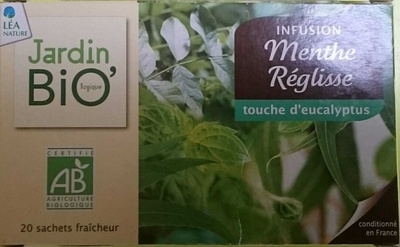 LÉA
NATURE
Jardin
BiO'
logique
INFUSION
Menthe
Réglisse
touche d'eucalyptus
CERTIFIÉ
AB
AGRICULTURE
BIOLOGIQUE
20 sachets fraîcheur
conditionné
en France